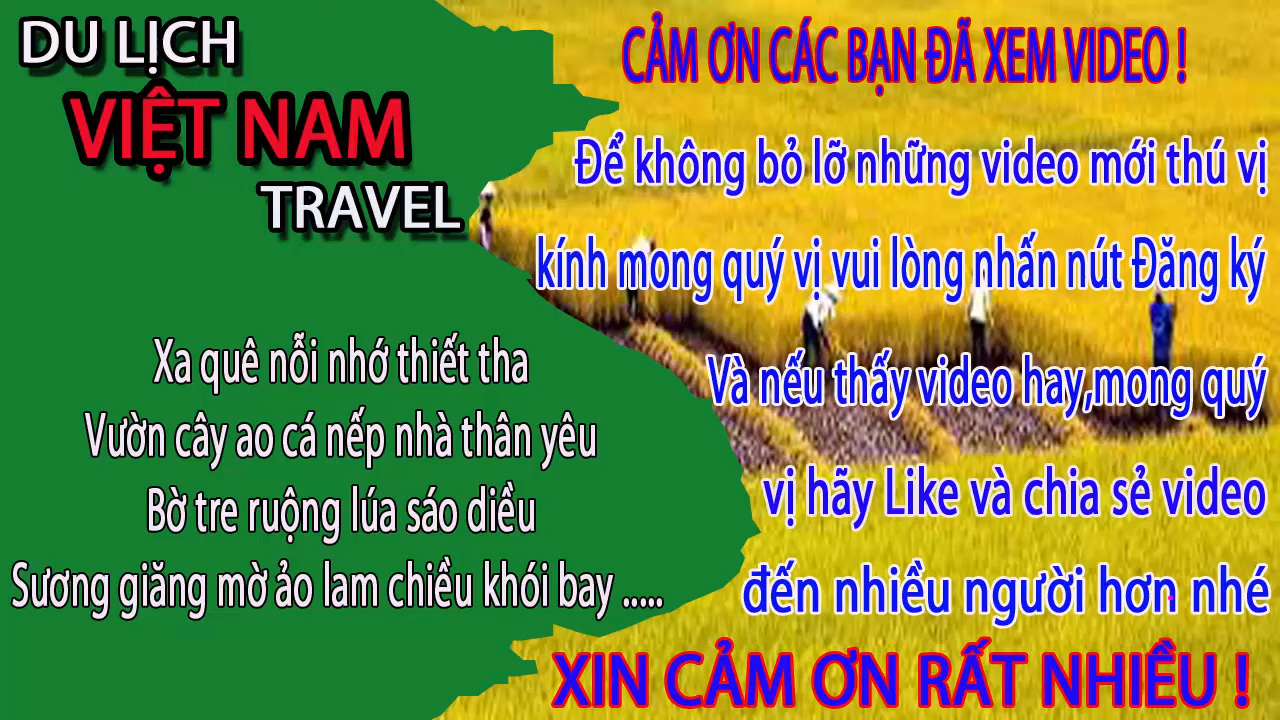 DU LỊCH
VIỆT NAM
TRAVEL
Xa quê nỗi nhớ thiết tha
Vườn cây ao cá nếp nhà thân yêu
Bờ tre ruộng lúa sáo diều
Sương giăng mờ ảo lam chiều khói bay .....
CẢM ƠN CÁC BẠN ĐÃ XEM VIDEO !
Để không bỏ lỡ những video mới thú vị
kính mong quý vị vui lòng nhấn nút Đăng ký
Và nếu thấy video hay,mong quý
vị hãy Like và chia sẻ video
đến nhiều người hơn nhé
XIN CẢM ƠN RẤT NHIỀU !